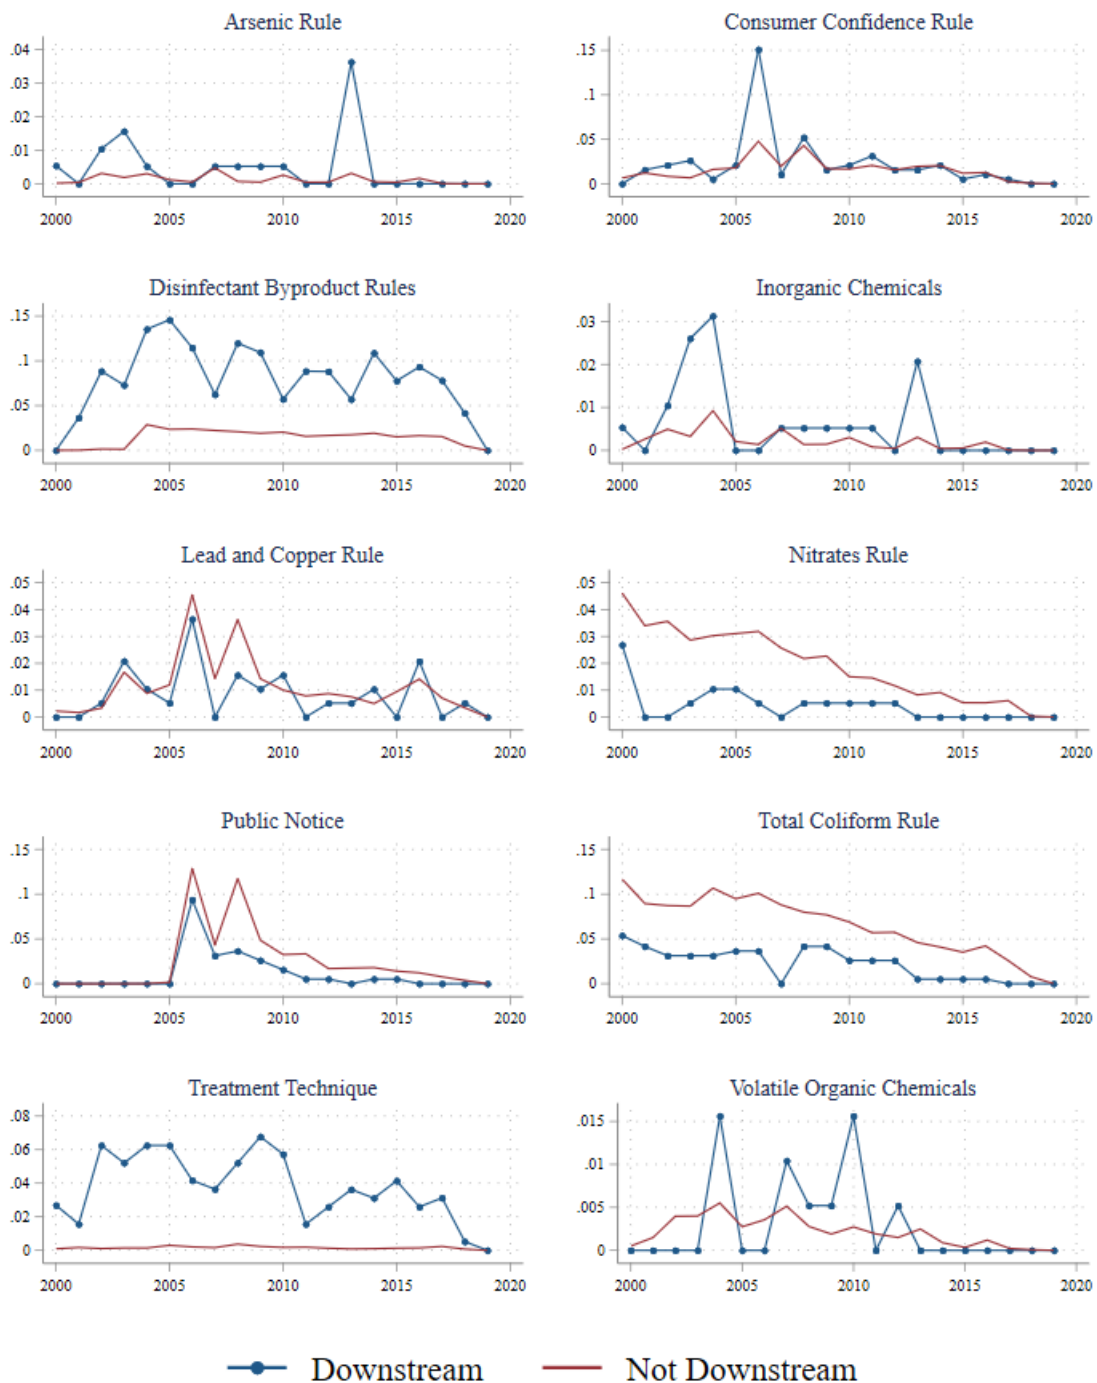 Arsenic Rule
.04
.03
.02
.01
0
2000 2005 2010 2015 2020
Consumer Confidence Rule
.15
.1
.05
0
2000 2005 2010 2015 2020
Disinfectant Byproduct Rules
.15
.1
.05
0
2000 2005 2010 2015 2020
Inorganic Chemicals
.03
.02
.01
0
2000 2005 2010 2015 2020
Lead and Copper Rule
.05
.04
.03
.02
.01
0
2000 2005 2010 2015 2020
Nitrates Rule
.05
.04
.03
.02
.01
0
2000 2005 2010 2015 2020
Public Notice
.15
.1
.05
0
2000 2005 2010 2015 2020
Total Coliform Rule
.15
.1
.05
0
2000 2005 2010 2015 2020
Treatment Technique
.08
.06
.04
.02
0
2000 2005 2010 2015 2020
Volatile Organic Chemicals
.015
.01
.005
0
2000 2005 2010 2015 2020
Downstream Not Downstream